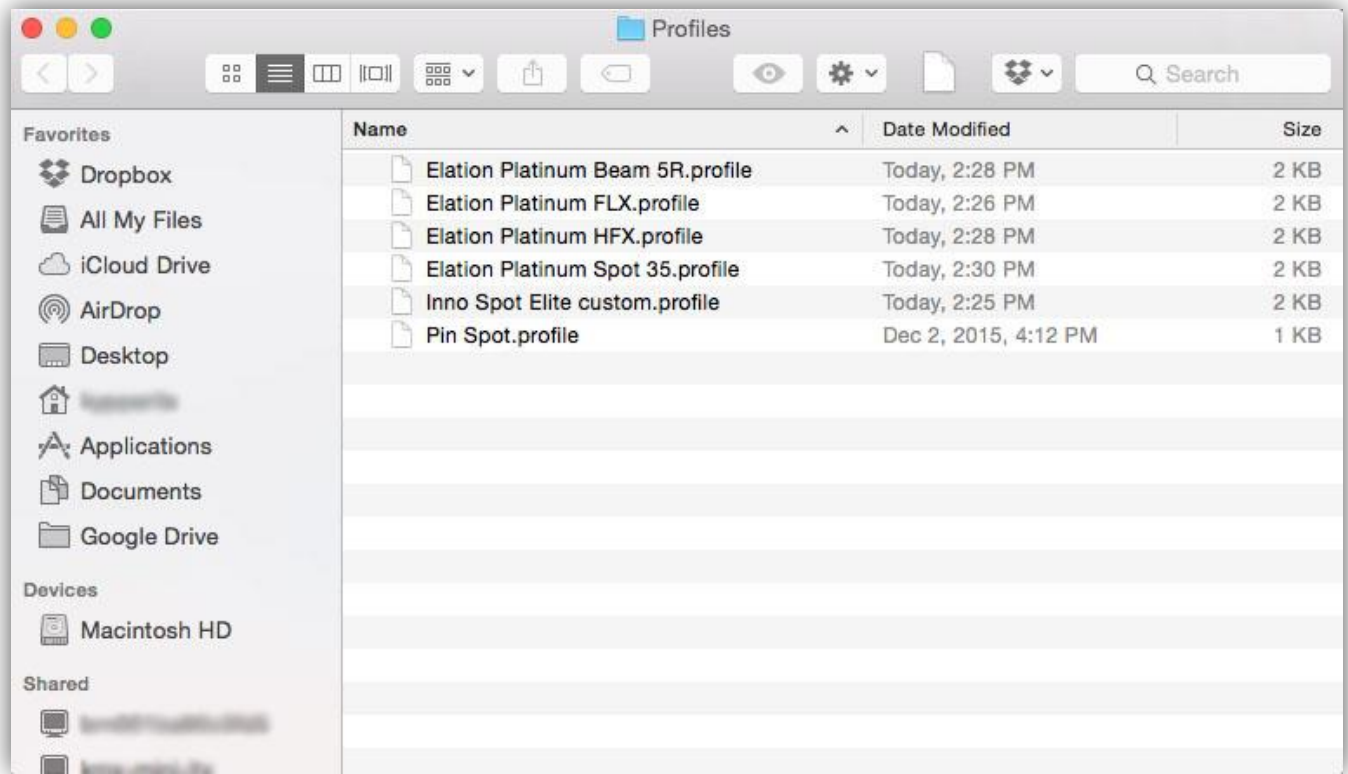 Profiles
Search
Favorites
Dropbox
All My Files
iCloud Drive
AirDrop
Desktop
Applications
Documents
Google Drive
Devices
Macintosh HD
Shared
Name Date Modified Size
Elation Platinum Beam 5R.profile Today, 2:28 PM 2 KB
Elation Platinum FLX.profile Today, 2:26 PM 2 KB
Elation Platinum HFX.profile Today, 2:28 PM 2 KB
Elation Platinum Spot 35.profile Today, 2:30 PM 2 KB
Inno Spot Elite custom.profile Today, 2:25 PM 2 KB
Pin Spot.profile Dec 2, 2015, 4:12 PM 1 KB